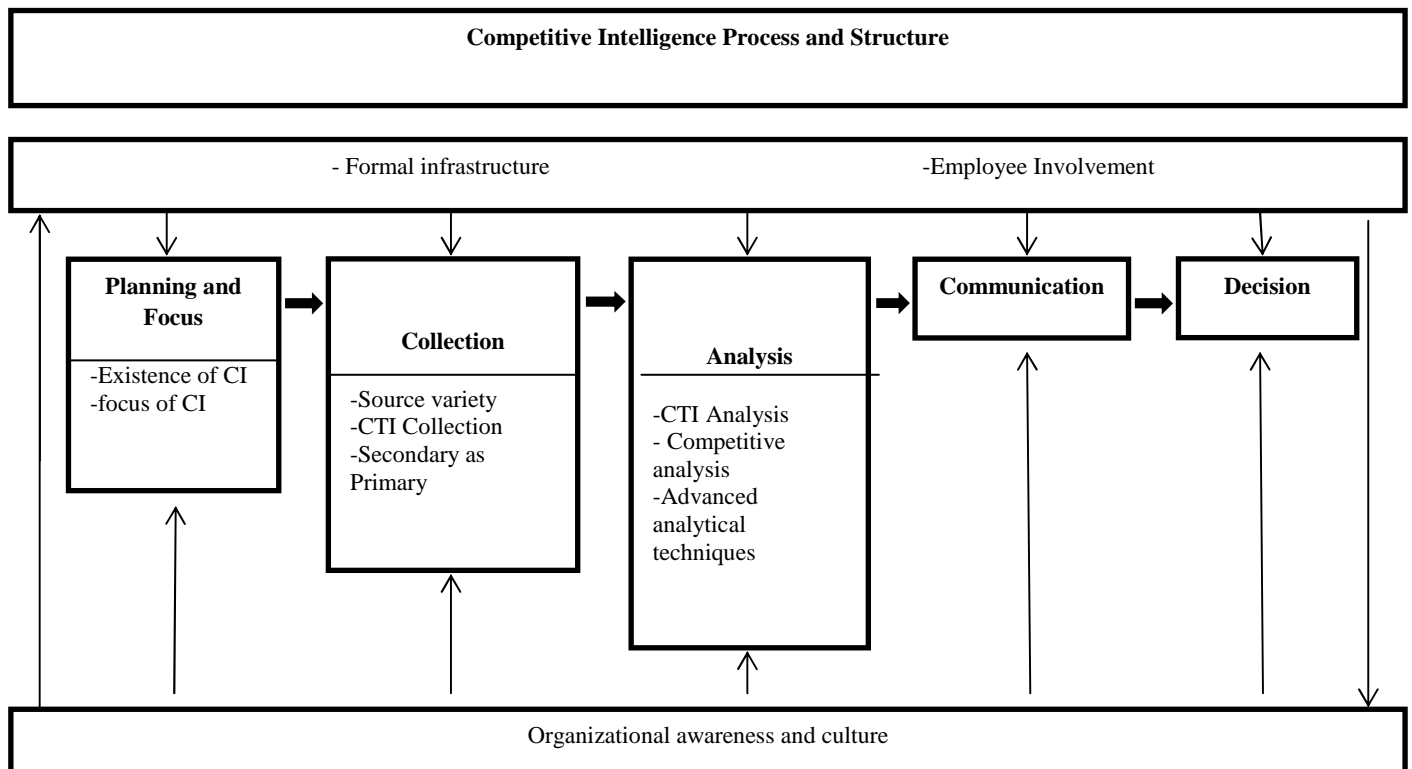 Competitive Intelligence Process and Structure
- Formal infrastructure
-Employee Involvement
Planning and
Focus
-Existence of CI
-focus of CI
Collection
-Source variety
-CTI Collection
-Secondary as
Primary
Analysis
-CTI Analysis
- Competitive
analysis
-Advanced
analytical
techniques
Communication
Decision
Organizational awareness and culture